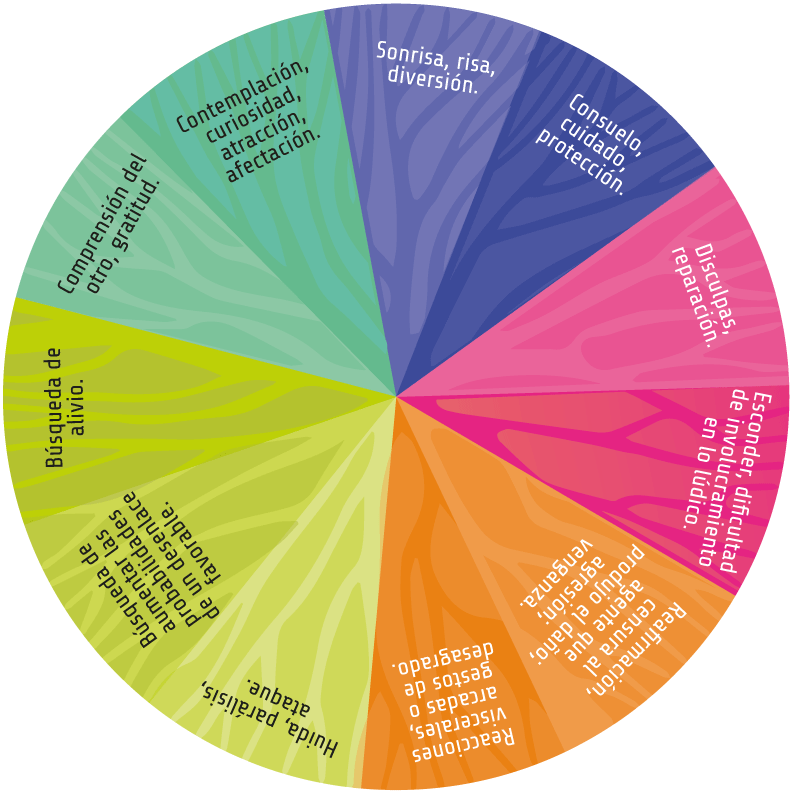 Sonrisa, risa,
diversión.
Consuelo,
cuidado,
protección.
Disculpas,
reparación.
Esconder, dificultad
de involucramiento
en lo lúdico.
Reafirmación,
censura al
agente que
produjo el daño;
agresión;
venganza.
Reacciones
viscerales,
arcadas o
gestos de
desagrado.
Huida, parálisis,
ataque.
Búsqueda de
aumentar las
probabilidades
de un desenlace
favorable.
Búsqueda de
alivio.
Comprensión del
otro, gratitud.
Contemplación,
curiosidad,
atracción,
afectación.